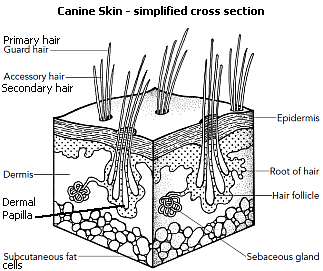 Canine Skin - simplified cross section
Primary hair
Guard hair
Accessory hair
Secondary hair
Epidermis
Dermis
Root of hair
Hair follicle
Dermal
Papilla
Subcutaneous fat
cells
Sebaceous gland